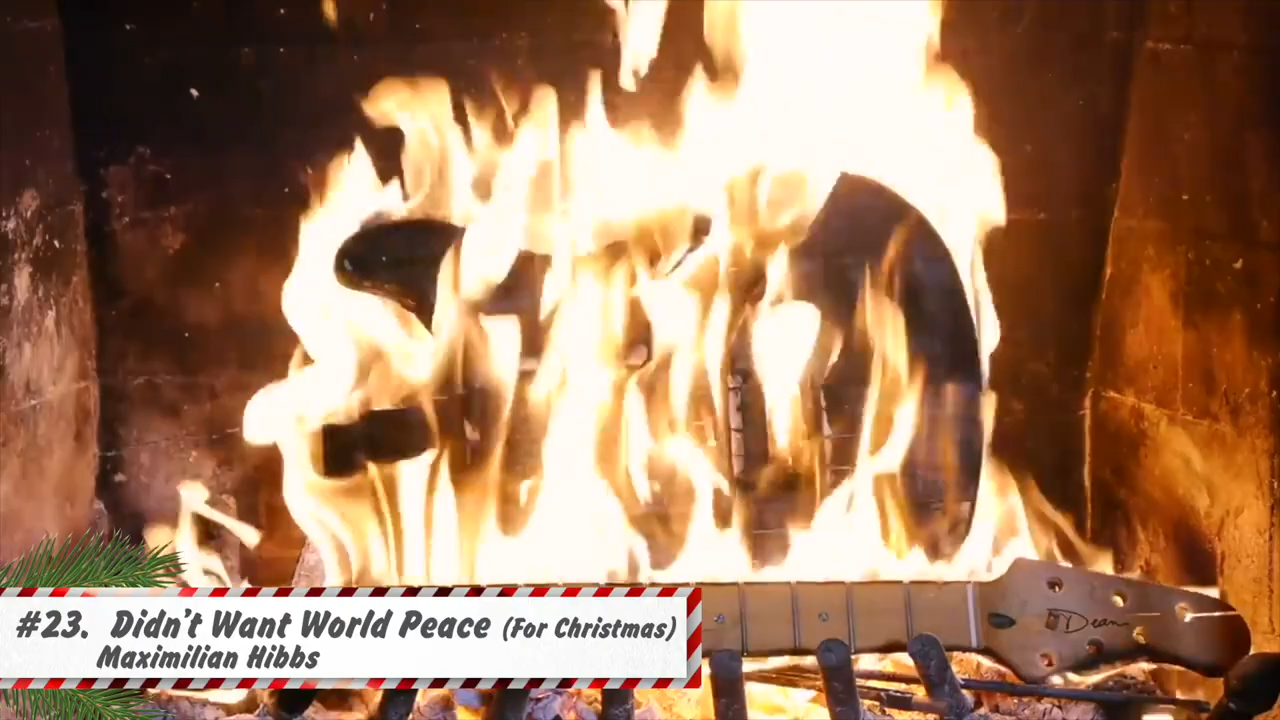 Dean
#23. Didn't Want World Peace (For Christmas)
Maximilian Hibbs